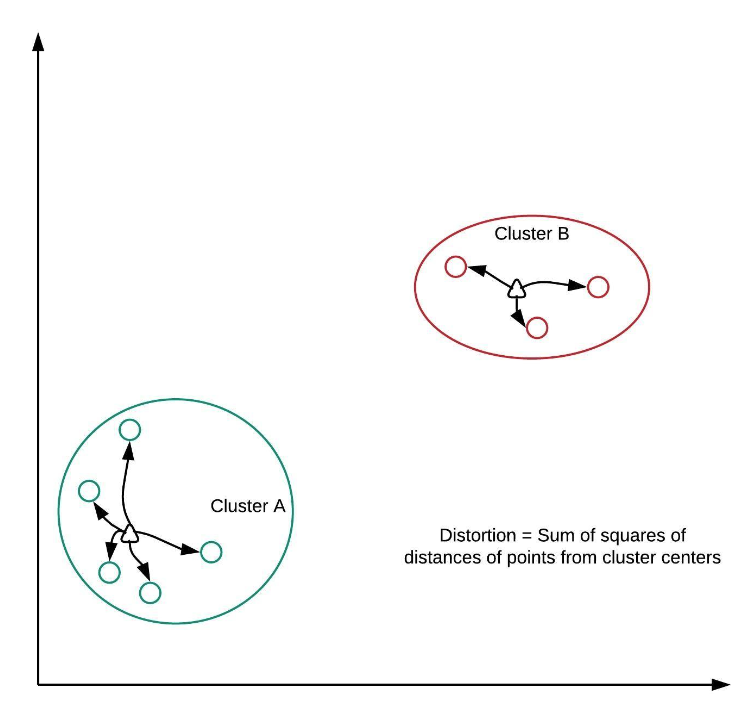 Cluster B
Cluster A
Distortion = Sum of squares of
distances of points from cluster centers